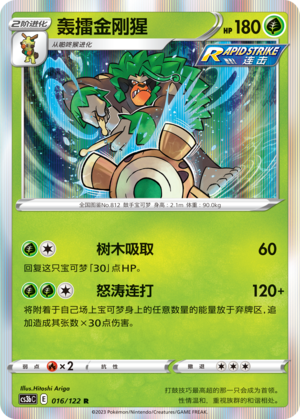 2阶进化
轰擂金刚猩
HP 180
从啪咚猴进化
RAPID STRIKE
连击
全国图鉴No.812 鼓手宝可梦 身高:2.1m 体重:90.0kg
树木吸取 60
回复这只宝可梦「30」点HP。
怒涛连打 120+
将附着于自己场上宝可梦身上的任意数量的能量放于弃牌区，追
加造成其张数×30点伤害。
弱点 ×2 抗性 撤退
Illus.Hitoshi Ariga
cs3bC E 016/122 R
打鼓技巧最高超的那一只会成为首领。
性情温和、重视族群的和谐相处。
©2023 Pokémon/Nintendo/Creatures/GAME FREAK.